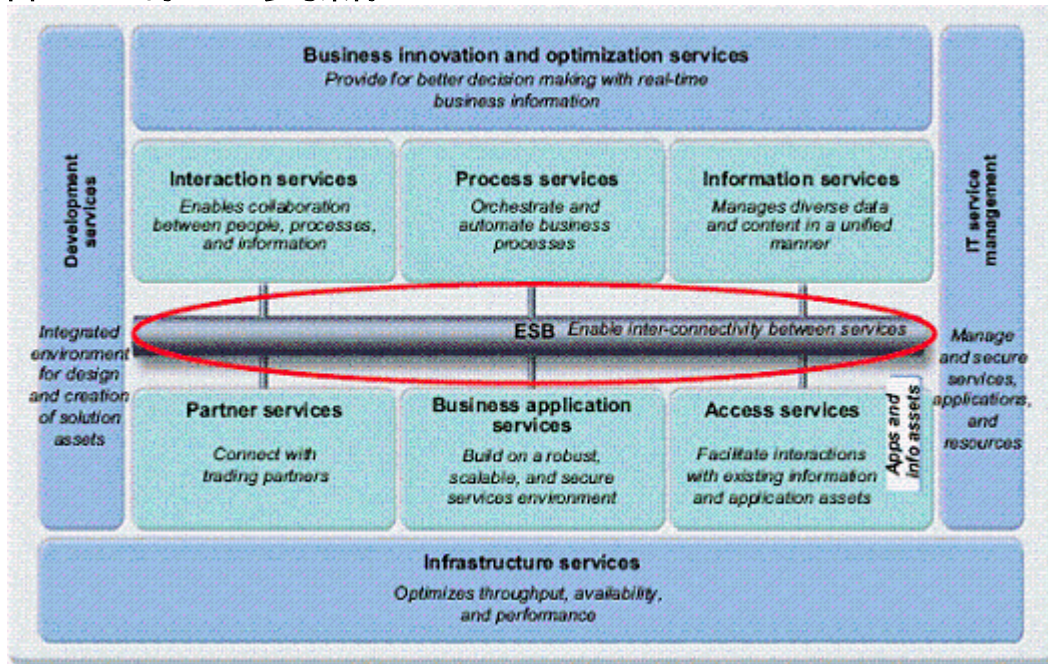 Business innovation and optimization services
Provide for better decision making with real-time
business information
Development
services
Integrated
environment
for design
and creation
of solution
assets
Interaction services
Enables collaboration
between people, processes,
and information
Process services
Orchestrate and
automate business
processes
Information services
Manages diverse data
and content in a unified
manner
IT service
management
Manage
and secure
services,
applications,
and
resources
ESB Enable inter-connectivity between services
Partner services
Connect with
trading partners
Business application
services
Build on a robust,
scalable, and secure
services environment
Access services
Facilitate interactions
with existing information
and application assets
Apps and
info assets
Infrastructure services
Optimizes throughput, availability,
and performance